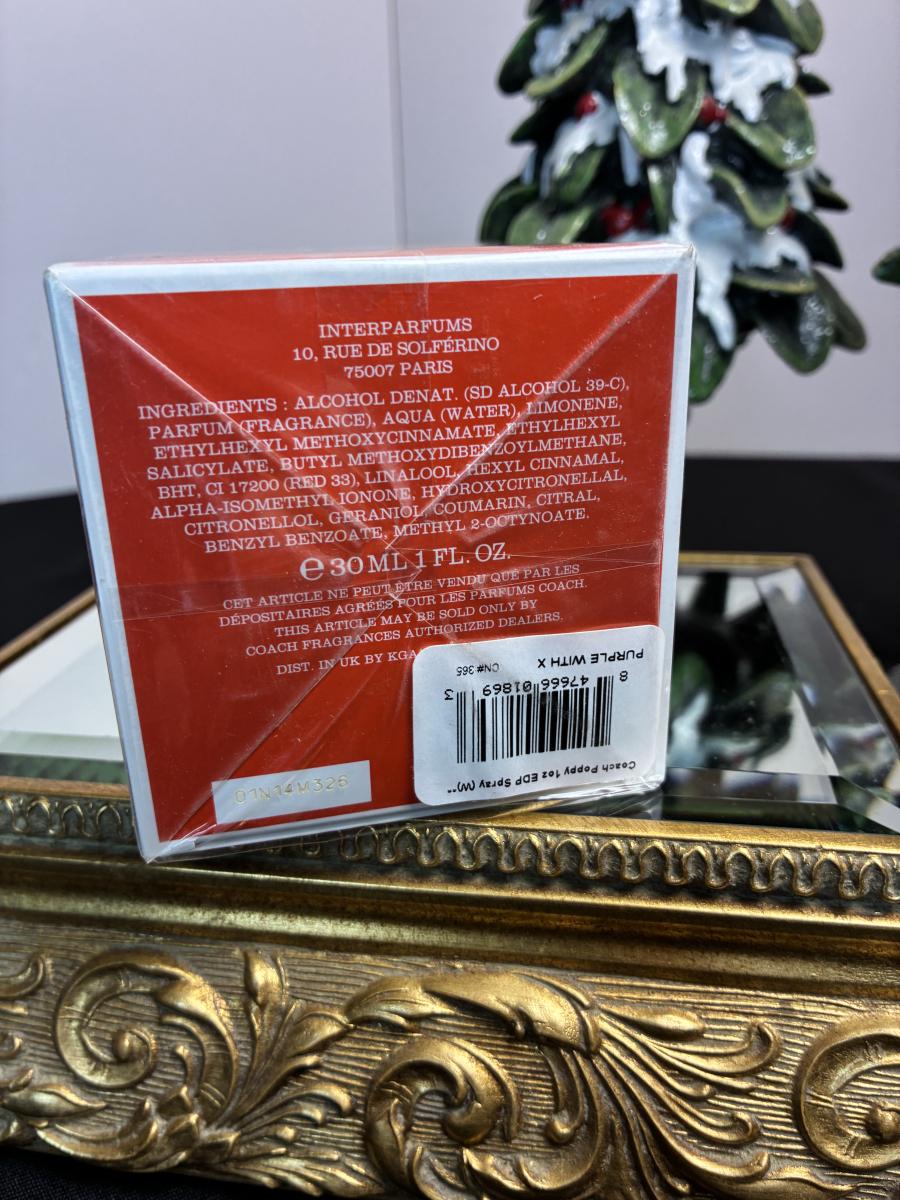 INTERPARFUMS
10, RUE DE SOLFÉRINO
75007 PARIS
INGREDIENTS : ALCOHOL DENAT. (SD ALCOHOL 39-C),
PARFUM (FRAGRANCE), AQUA (WATER), LIMONENE,
ETHYLHEXYL METHOXYCINNAMATE, ETHYLHEXYL
SALICYLATE, BUTYL METHOXYDIBENZOYLMETHANE,
BHT, CI 17200 (RED 33), LINALOOL, HEXYL CINNAMAL,
ALPHA-ISOMETHYL IONONE, HYDROXYCITRONELLAL,
CITRONELLOL, GERANIOL, COUMARIN, CITRAL,
BENZYL BENZOATE, METHYL 2-OCTYNOATE.
℮ 30 ML 1 FL. OZ.
CET ARTICLE NE PEUT ÊTRE VENDU QUE PAR LES
DÉPOSITAIRES AGRÉÉS POUR LES PARFUMS COACH.
THIS ARTICLE MAY BE SOLD ONLY BY
COACH FRAGRANCES AUTHORIZED DEALERS.
DIST. IN UK BY KGA
01N14M326
Coach Poppy 1oz EDP Spray (W)**
8 47666 01869 3
CN# 365
PURPLE WITH X